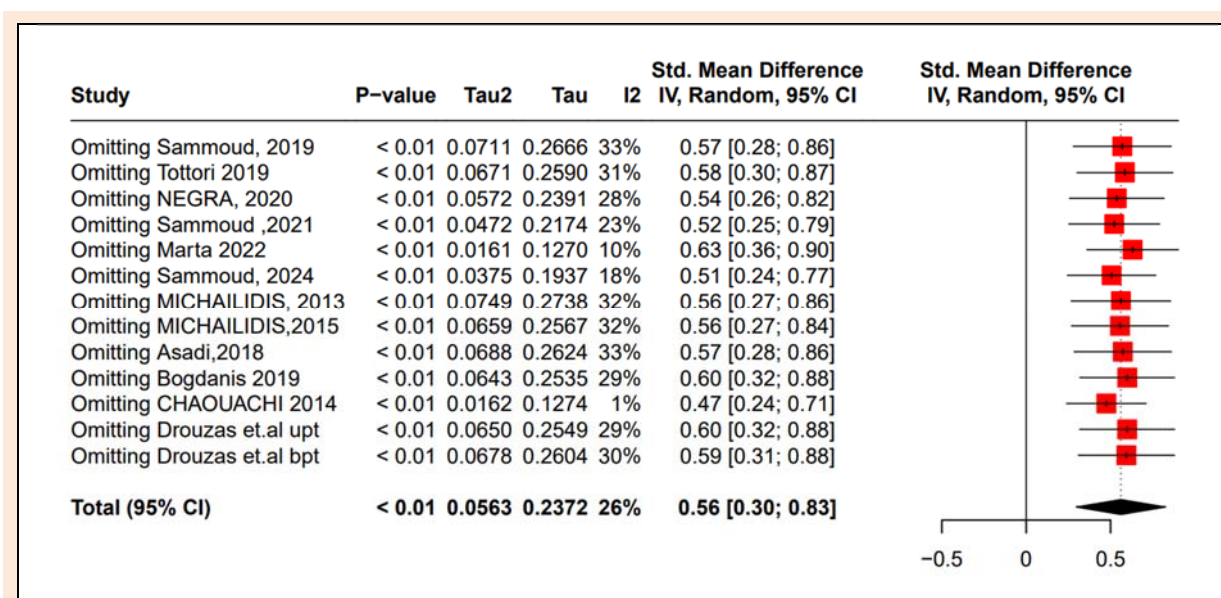 Std. Mean Difference Std. Mean Difference
Study P−value Tau2 Tau I2 IV, Random, 95% CI IV, Random, 95% CI
Omitting Sammoud, 2019 < 0.01 0.0711 0.2666 33% 0.57 [0.28; 0.86]
Omitting Tottori 2019 < 0.01 0.0671 0.2590 31% 0.58 [0.30; 0.87]
Omitting NEGRA, 2020 < 0.01 0.0572 0.2391 28% 0.54 [0.26; 0.82]
Omitting Sammoud ,2021 < 0.01 0.0472 0.2174 23% 0.52 [0.25; 0.79]
Omitting Marta 2022 < 0.01 0.0161 0.1270 10% 0.63 [0.36; 0.90]
Omitting Sammoud, 2024 < 0.01 0.0375 0.1937 18% 0.51 [0.24; 0.77]
Omitting MICHAILIDIS, 2013 < 0.01 0.0749 0.2738 32% 0.56 [0.27; 0.86]
Omitting MICHAILIDIS,2015 < 0.01 0.0659 0.2567 32% 0.56 [0.27; 0.84]
Omitting Asadi,2018 < 0.01 0.0688 0.2624 33% 0.57 [0.28; 0.86]
Omitting Bogdanis 2019 < 0.01 0.0643 0.2535 29% 0.60 [0.32; 0.88]
Omitting CHAOUACHI 2014 < 0.01 0.0162 0.1274 1% 0.47 [0.24; 0.71]
Omitting Drouzas et.al upt < 0.01 0.0650 0.2549 29% 0.60 [0.32; 0.88]
Omitting Drouzas et.al bpt < 0.01 0.0678 0.2604 30% 0.59 [0.31; 0.88]
Total (95% CI) < 0.01 0.0563 0.2372 26% 0.56 [0.30; 0.83]
−0.5 0 0.5